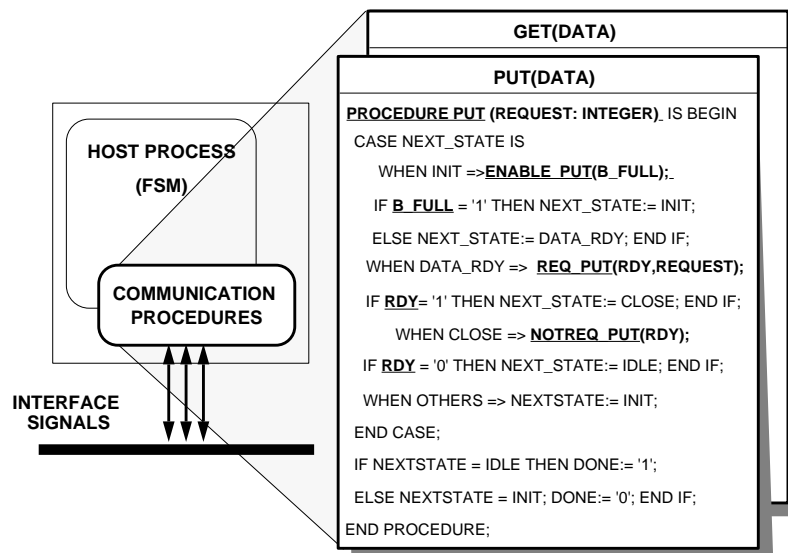 GET(DATA)
PUT(DATA)
PROCEDURE PUT (REQUEST: INTEGER) IS BEGIN
CASE NEXT_STATE IS
WHEN INIT =>ENABLE_PUT(B_FULL);
IF B_FULL = '1' THEN NEXT_STATE:= INIT;
ELSE NEXT_STATE:= DATA_RDY; END IF;
WHEN DATA_RDY => REQ_PUT(RDY,REQUEST);
IF RDY= '1' THEN NEXT_STATE:= CLOSE; END IF;
WHEN CLOSE => NOTREQ_PUT(RDY);
IF RDY = '0' THEN NEXT_STATE:= IDLE; END IF;
WHEN OTHERS => NEXTSTATE:= INIT;
END CASE;
IF NEXTSTATE = IDLE THEN DONE:= '1';
ELSE NEXTSTATE = INIT; DONE:= '0'; END IF;
END PROCEDURE;
HOST PROCESS
(FSM)
COMMUNICATION
PROCEDURES
INTERFACE
SIGNALS